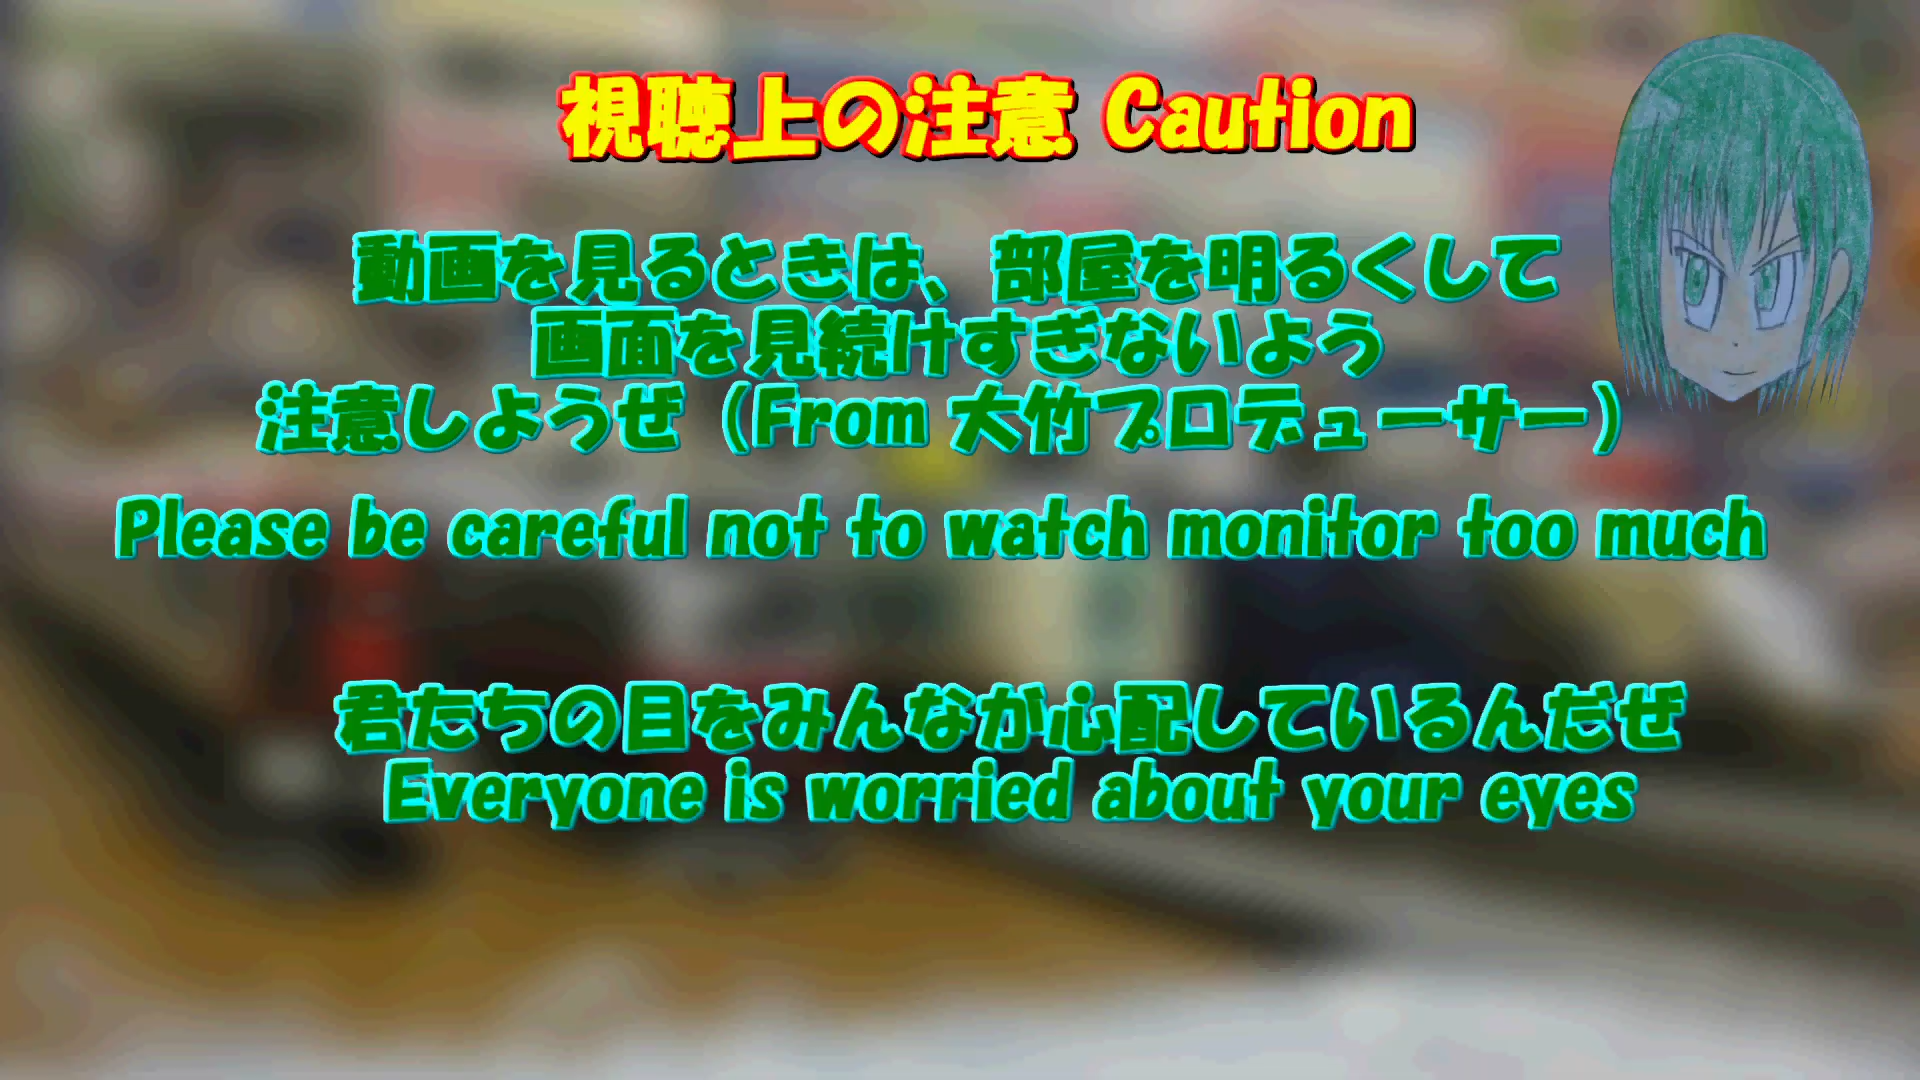 視聴上の注意 Caution
動画を見るときは、部屋を明るくして
画面を見続けすぎないよう
注意しようぜ（From 大竹プロデューサー）
Please be careful not to watch monitor too much
君たちの目をみんなが心配しているんだぜ
Everyone is worried about your eyes